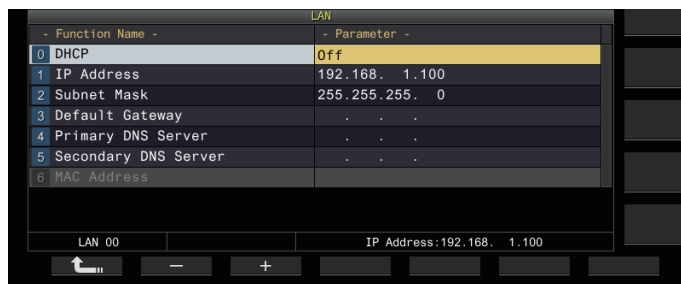 LAN
- Function Name - - Parameter -
0 DHCP Off
1 IP Address 192.168.  1.100
2 Subnet Mask 255.255.255.  0
3 Default Gateway .   .   .
4 Primary DNS Server .   .   .
5 Secondary DNS Server .   .   .
6 MAC Address
LAN 00 IP Address:192.168.  1.100
− +